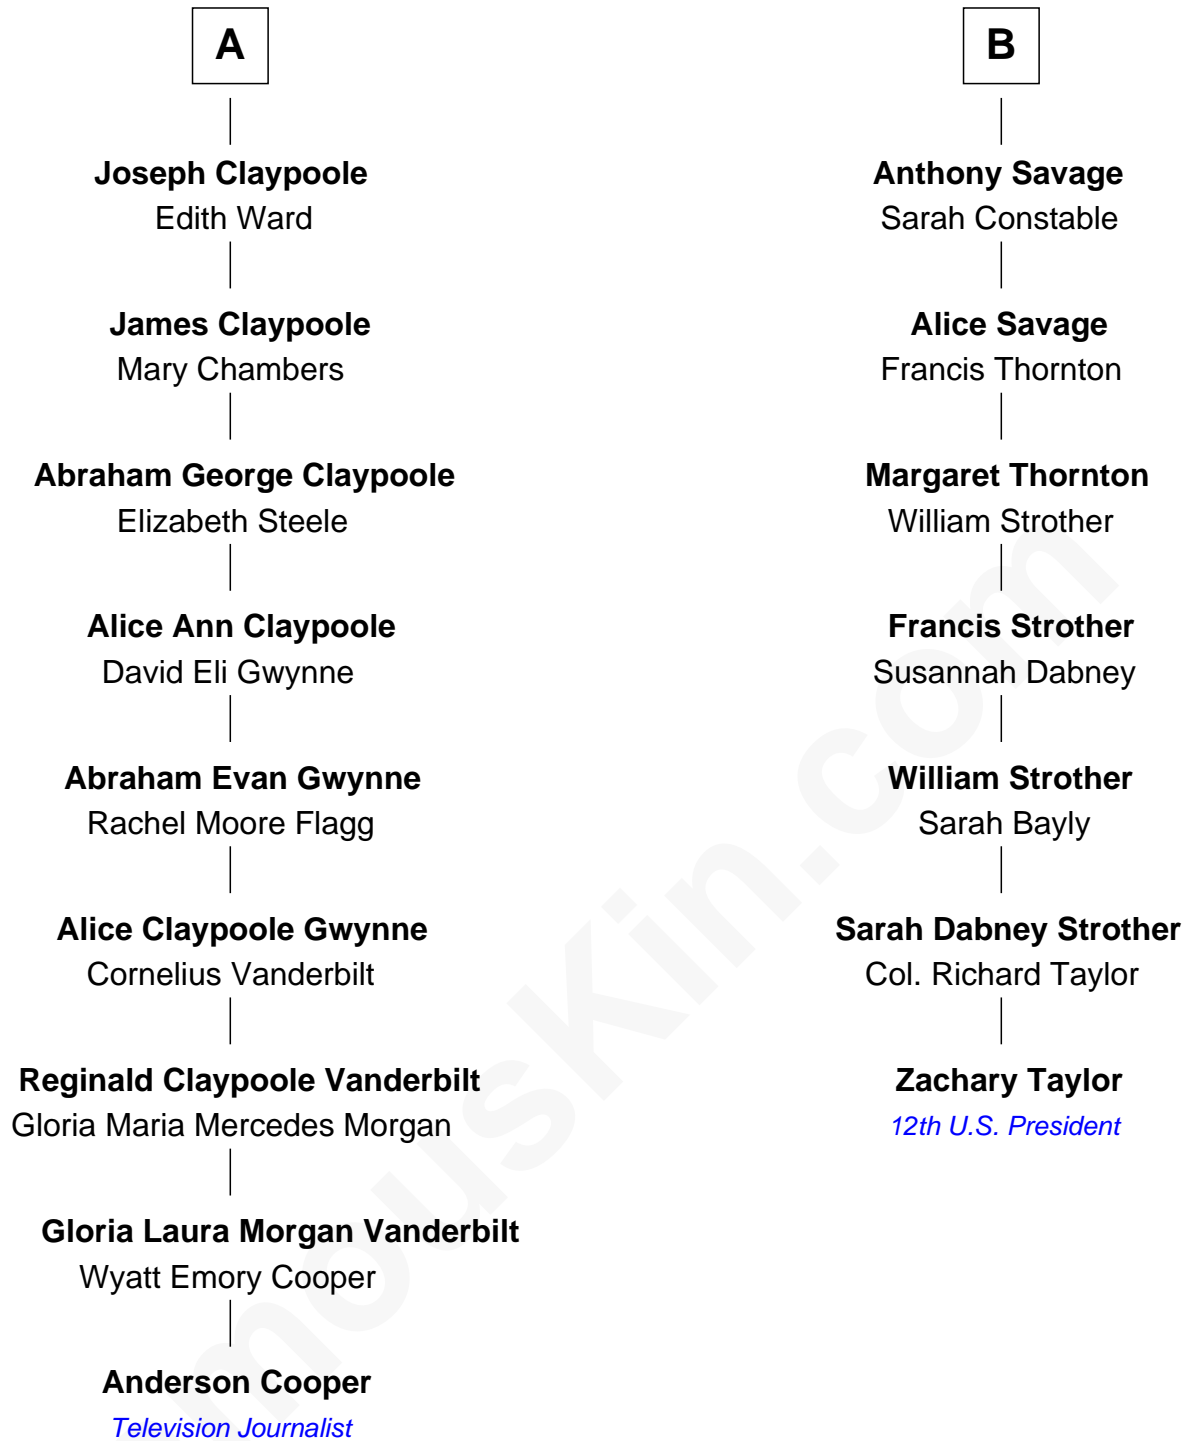 A
Joseph Claypoole
Edith Ward
James Claypoole
Mary Chambers
Abraham George Claypoole
Elizabeth Steele
Alice Ann Claypoole
David Eli Gwynne
Abraham Evan Gwynne
Rachel Moore Flagg
Alice Claypoole Gwynne
Cornelius Vanderbilt
Reginald Claypoole Vanderbilt
Gloria Maria Mercedes Morgan
Gloria Laura Morgan Vanderbilt
Wyatt Emory Cooper
Anderson Cooper
Television Journalist
B
Anthony Savage
Sarah Constable
Alice Savage
Francis Thornton
Margaret Thornton
William Strother
Francis Strother
Susannah Dabney
William Strother
Sarah Bayly
Sarah Dabney Strother
Col. Richard Taylor
Zachary Taylor
12th U.S. President
mousKin.com